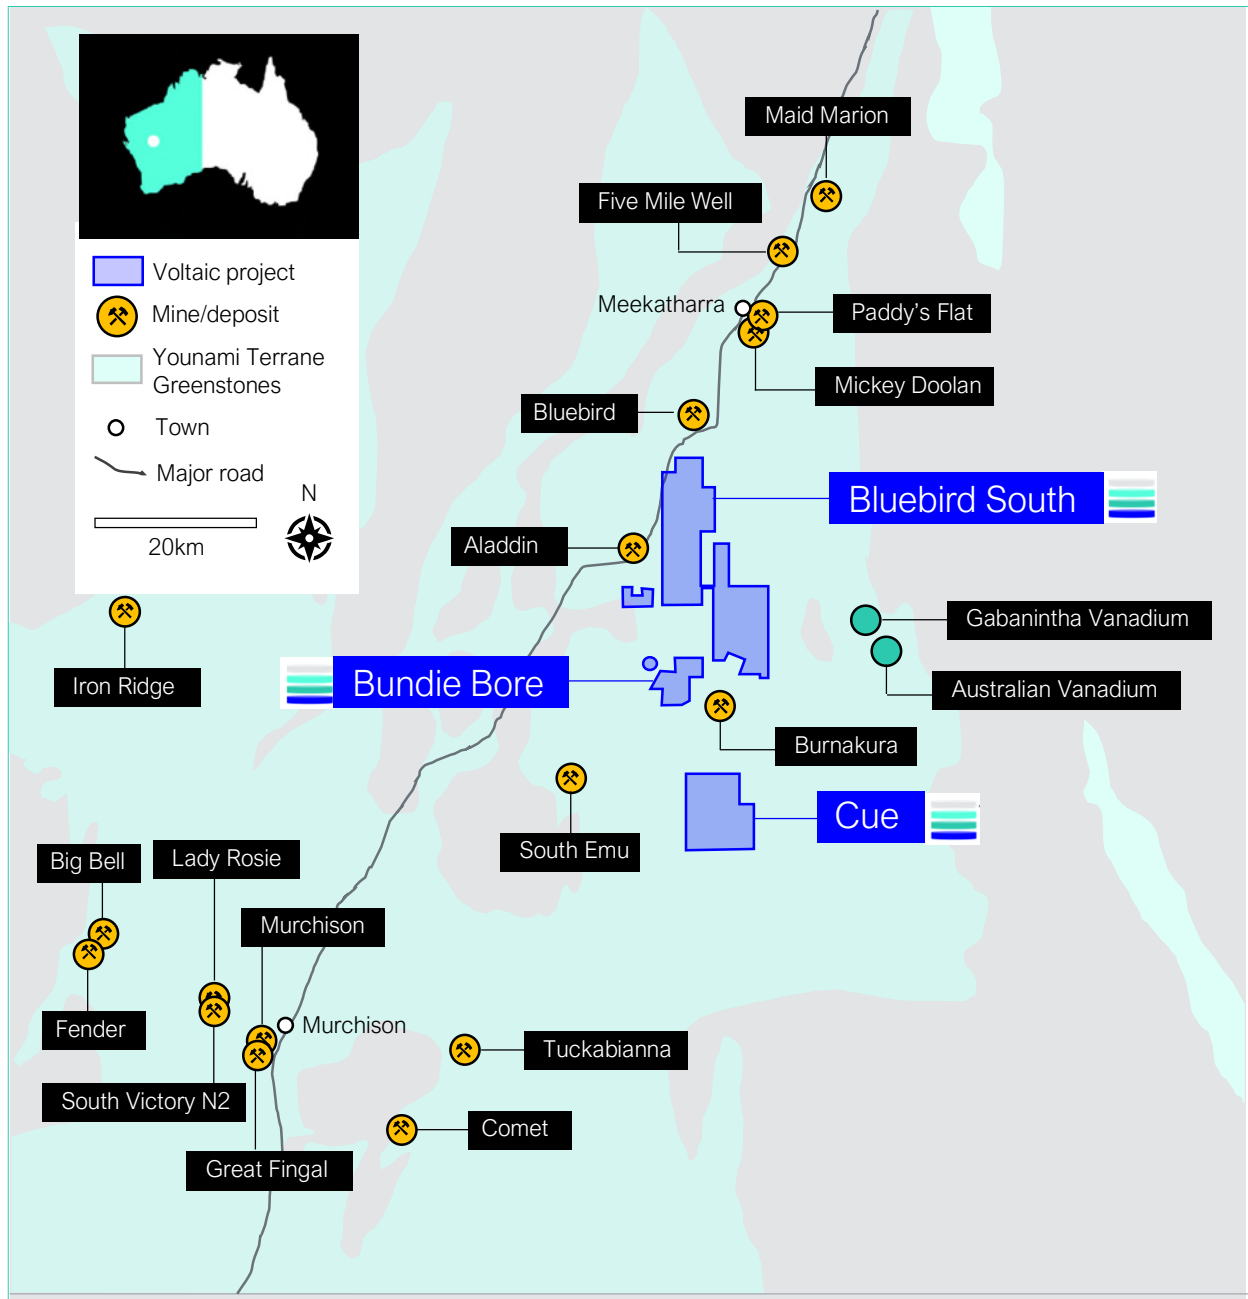 Maid Marion
Five Mile Well
Voltaic project
Mine/deposit
Meekatharra
Paddy's Flat
Younami Terrane
Greenstones
Mickey Doolan
Bluebird
Town
Major road
N
Bluebird South
20km
Aladdin
Gabanintha Vanadium
Iron Ridge
Bundie Bore
Australian Vanadium
Burnakura
Cue
South Emu
Big Bell
Lady Rosie
Murchison
Fender
Murchison
Tuckabianna
South Victory N2
Comet
Great Fingal